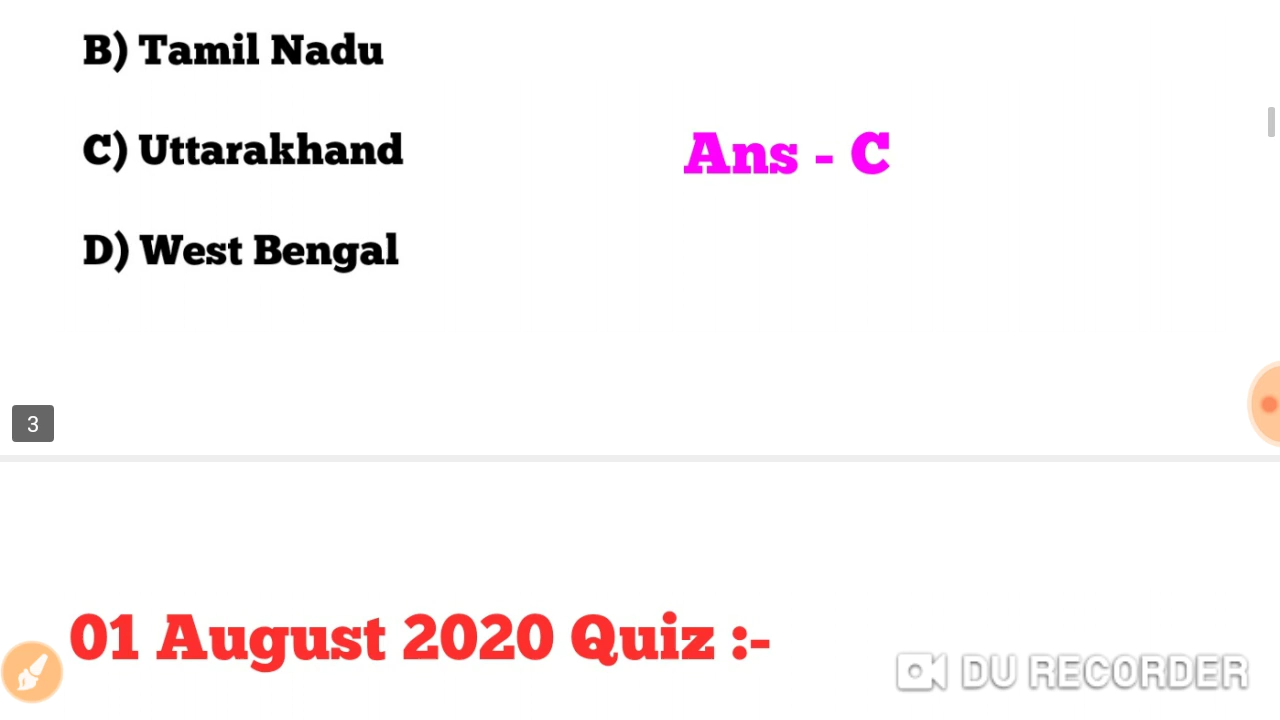 B) Tamil Nadu
C) Uttarakhand
Ans - C
D) West Bengal
3
01 August 2020 Quiz :-
DU RECORDER